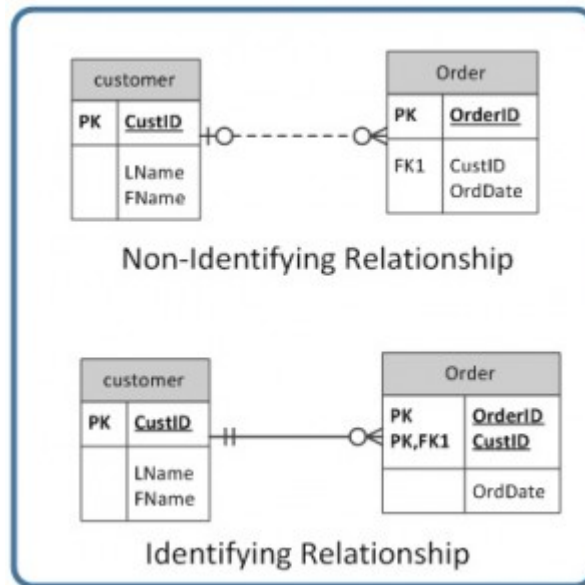 customer
PK CustID
LName
FName
Order
PK OrderID
FK1 CustID
OrdDate
Non-Identifying Relationship
customer
PK CustID
LName
FName
Order
PK OrderID
PK,FK1 CustID
OrdDate
Identifying Relationship